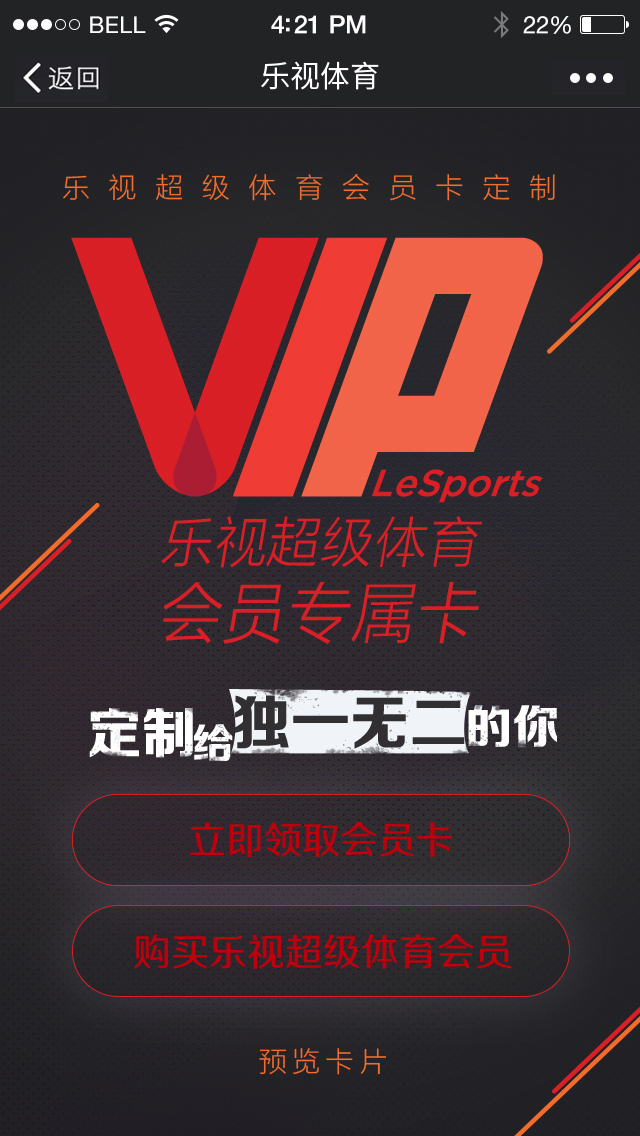 BELL 4:21 PM 22%
返回 乐视体育
乐视超级体育会员卡定制
VIP
LeSports
乐视超级体育
会员专属卡
定制给独一无二的你
立即领取会员卡
购买乐视超级体育会员
预览卡片